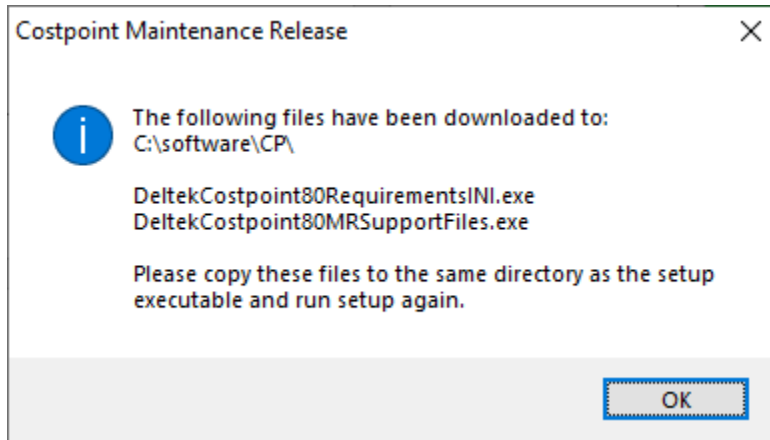 Costpoint Maintenance Release
The following files have been downloaded to:
C:\software\CP\
DeltekCostpoint80RequirementsINI.exe
DeltekCostpoint80MRSupportFiles.exe
Please copy these files to the same directory as the setup
executable and run setup again.
OK